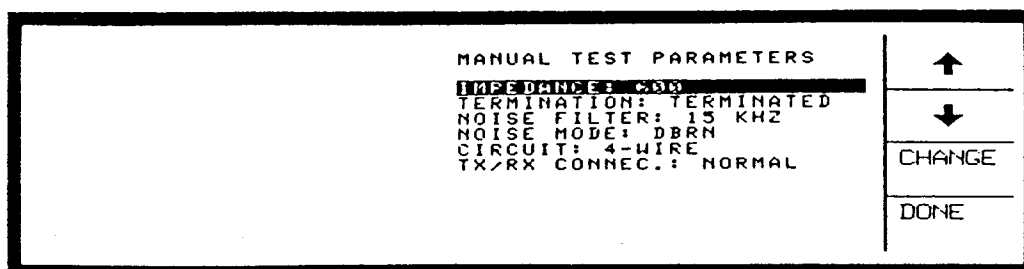 MANUAL TEST PARAMETERS
IMPEDANCE: 600
TERMINATION: TERMINATED
NOISE FILTER: 15 KHZ
NOISE MODE: DBRN
CIRCUIT: 4-WIRE
TX/RX CONNEC.: NORMAL
↑
↓
CHANGE
DONE